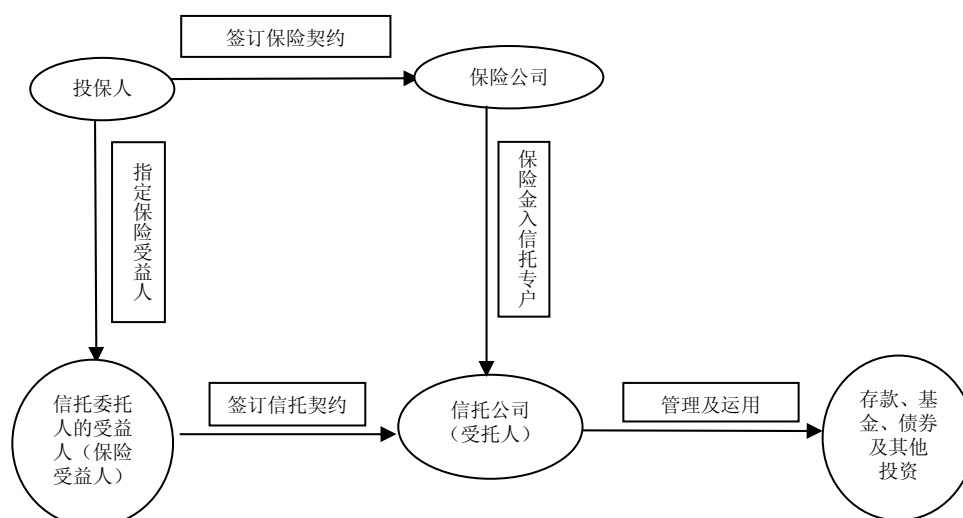 签订保险契约
投保人
保险公司
指定保险受益人
保险金入信托专户
信托委托
人的受益
人（保险
受益人）
签订信托契约
信托公司
（受托人）
管理及运用
存款、基
金、债券
及其他
投资